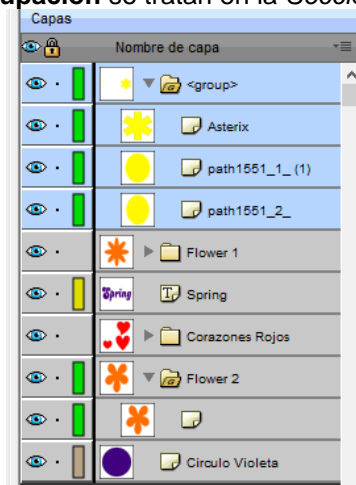 upación se tratan en la
Capas
Nombre de capa
<group>
Asterix
path1551_1_ (1)
path1551_2_
Flower 1
Spring
Spring
Corazones Rojos
Flower 2
Circulo Violeta